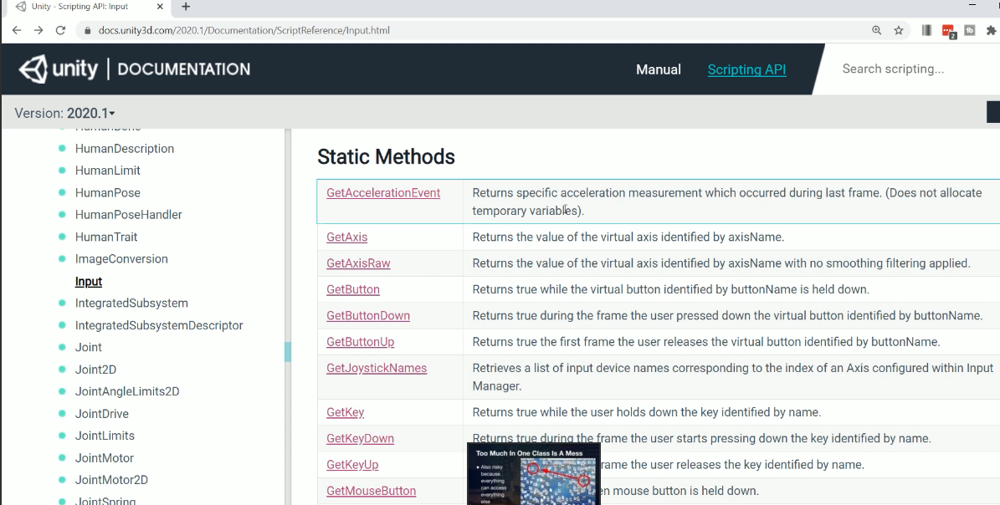 Unity - Scripting API: Input
docs.unity3d.com/2020.1/Documentation/ScriptReference/Input.html
2
fb
unity | DOCUMENTATION
Manual
Scripting API
Search scripting...
Version: 2020.1
HumanDescription
HumanLimit
HumanPose
HumanPoseHandler
HumanTrait
ImageConversion
Input
IntegratedSubsystem
IntegratedSubsystemDescriptor
Joint
Joint2D
JointAngleLimits2D
JointDrive
JointLimits
JointMotor
JointMotor2D
JointSpring
Static Methods
GetAccelerationEvent Returns specific acceleration measurement which occurred during last frame. (Does not allocate
temporary variables).
GetAxis Returns the value of the virtual axis identified by axisName.
GetAxisRaw Returns the value of the virtual axis identified by axisName with no smoothing filtering applied.
GetButton Returns true while the virtual button identified by buttonName is held down.
GetButtonDown Returns true during the frame the user pressed down the virtual button identified by buttonName.
GetButtonUp Returns true the first frame the user releases the virtual button identified by buttonName.
GetJoystickNames Retrieves a list of input device names corresponding to the index of an Axis configured within Input
Manager.
GetKey Returns true while the user holds down the key identified by name.
GetKeyDown Returns true during the frame the user starts pressing down the key identified by name.
GetKeyUp rame the user releases the key identified by name.
GetMouseButton en mouse button is held down.
Too Much In One Class Is A Mess
Also risky
because
everything
can access
everything
else